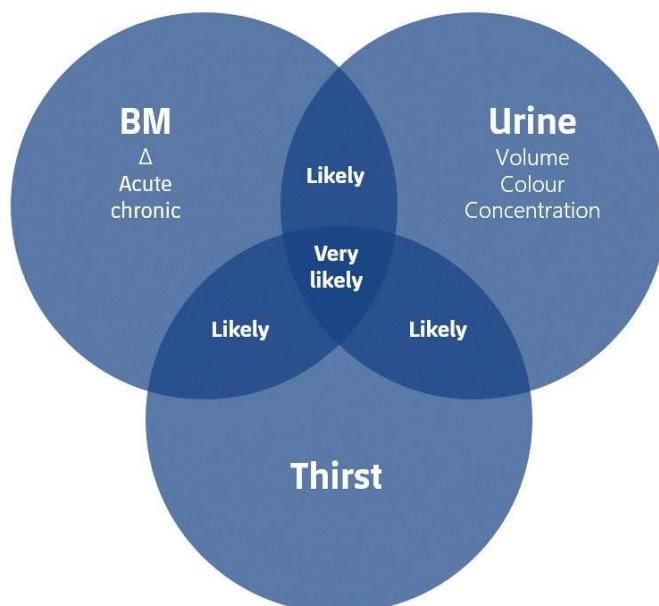 BM
Δ
Acute
chronic
Urine
Volume
Colour
Concentration
Likely
Very
likely
Likely
Likely
Thirst